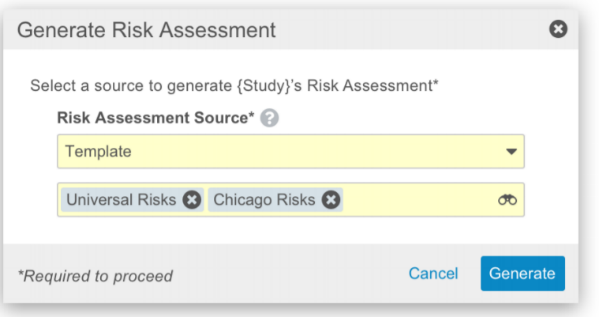 Generate Risk Assessment
Select a source to generate {Study}'s Risk Assessment*
Risk Assessment Source* ?
Template
Universal Risks Chicago Risks
*Required to proceed Cancel Generate